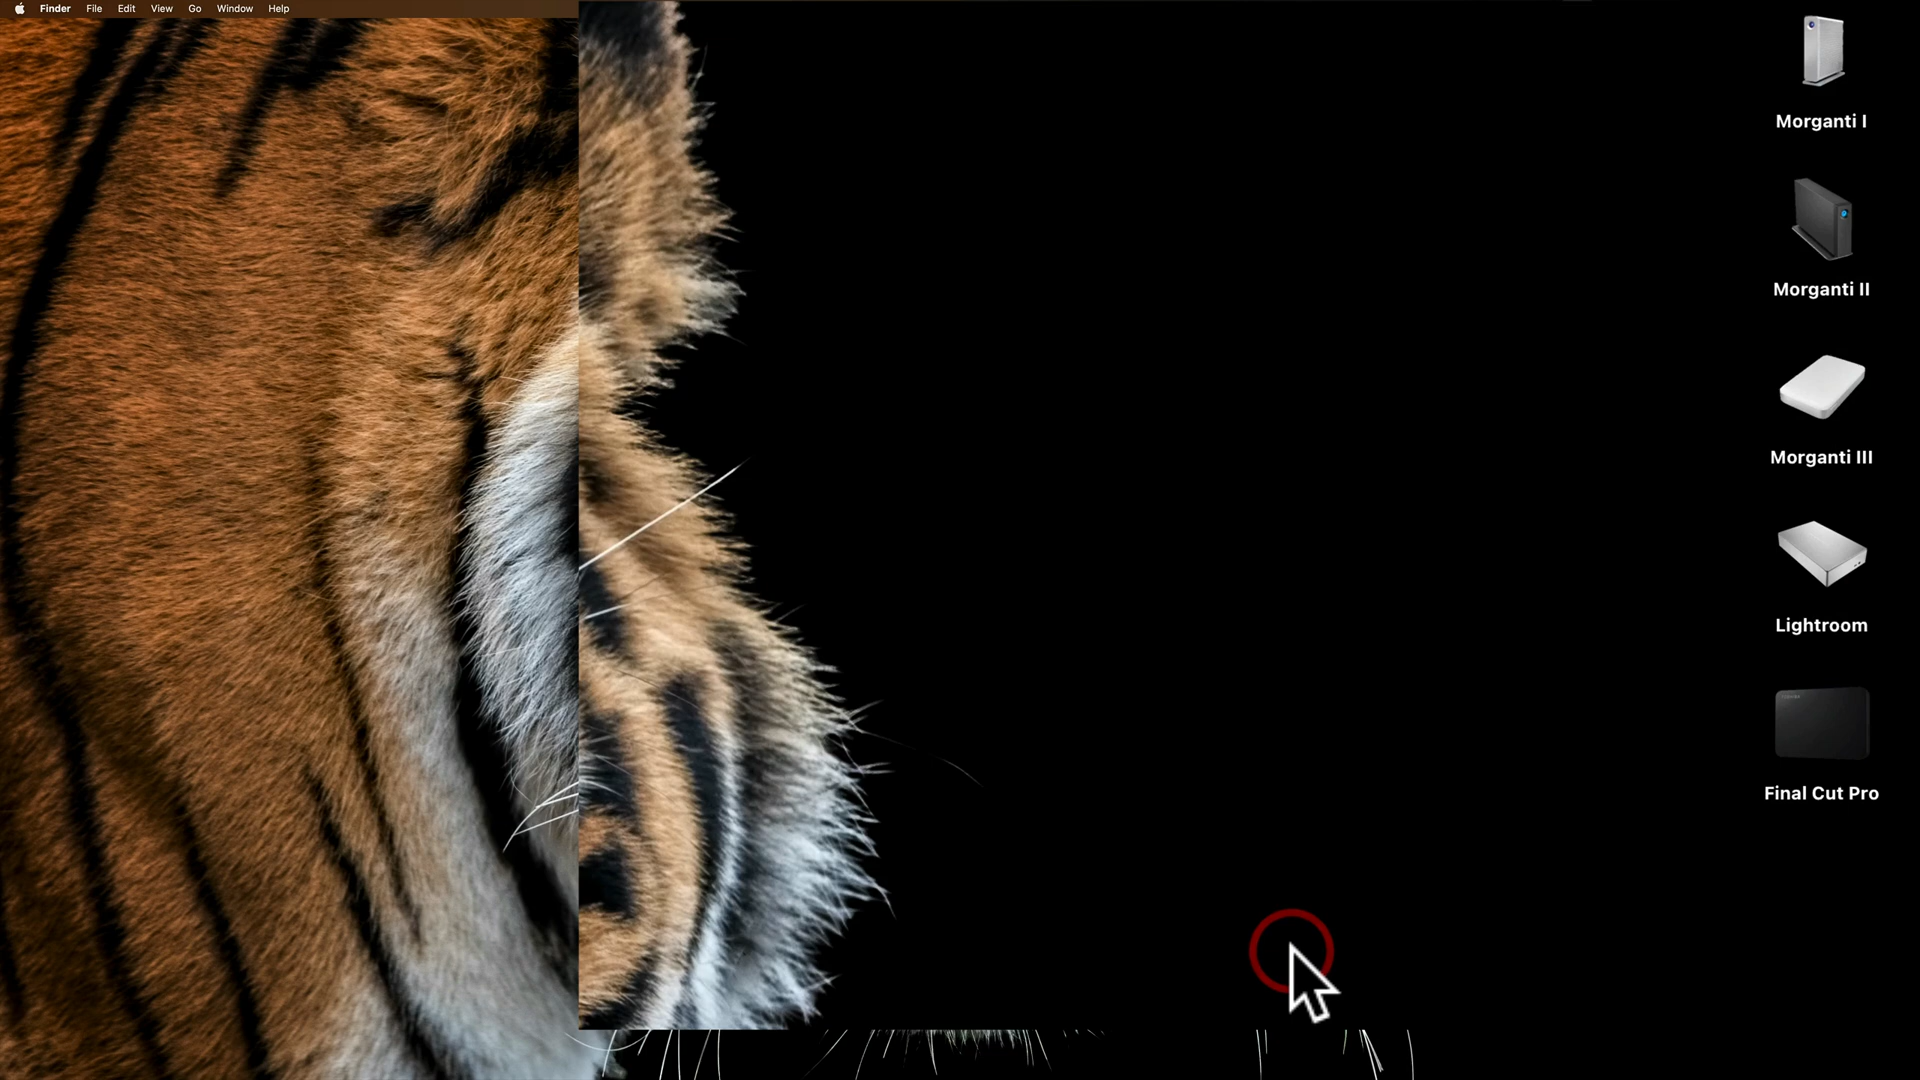 Finder File Edit View Go Window Help
Morganti I
Morganti II
Morganti III
Lightroom
Final Cut Pro